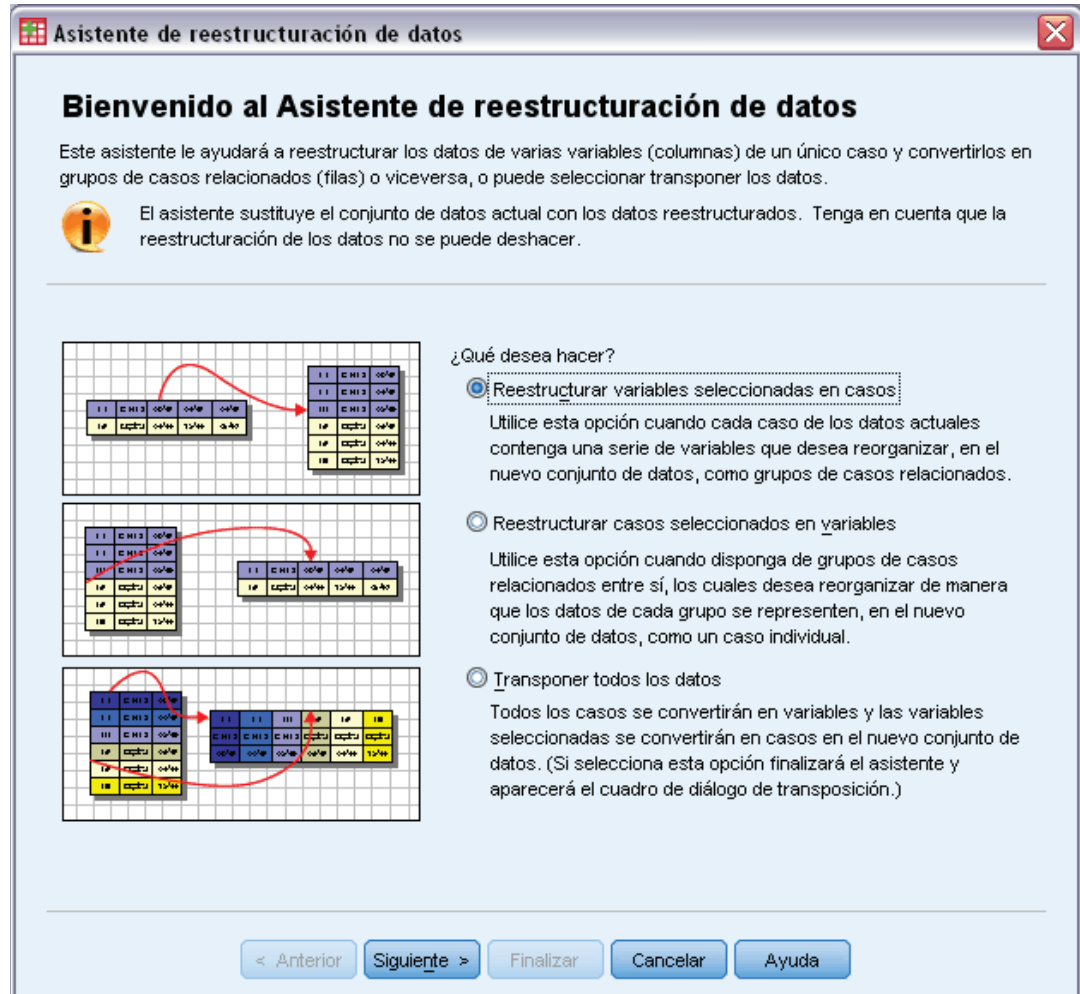 Asistente de reestructuración de datos
Bienvenido al Asistente de reestructuración de datos
Este asistente le ayudará a reestructurar los datos de varias variables (columnas) de un único caso y convertirlos en
grupos de casos relacionados (filas) o viceversa, o puede seleccionar transponer los datos.
El asistente sustituye el conjunto de datos actual con los datos reestructurados. Tenga en cuenta que la
reestructuración de los datos no se puede deshacer.
¿Qué desea hacer?
Reestructurar variables seleccionadas en casos
Utilice esta opción cuando cada caso de los datos actuales
contenga una serie de variables que desea reorganizar, en el
nuevo conjunto de datos, como grupos de casos relacionados.
Reestructurar casos seleccionados en variables
Utilice esta opción cuando disponga de grupos de casos
relacionados entre sí, los cuales desea reorganizar de manera
que los datos de cada grupo se representen, en el nuevo
conjunto de datos, como un caso individual.
Transponer todos los datos
Todos los casos se convertirán en variables y las variables
seleccionadas se convertirán en casos en el nuevo conjunto de
datos. (Si selecciona esta opción finalizará el asistente y
aparecerá el cuadro de diálogo de transposición.)
< Anterior Siguiente > Finalizar Cancelar Ayuda